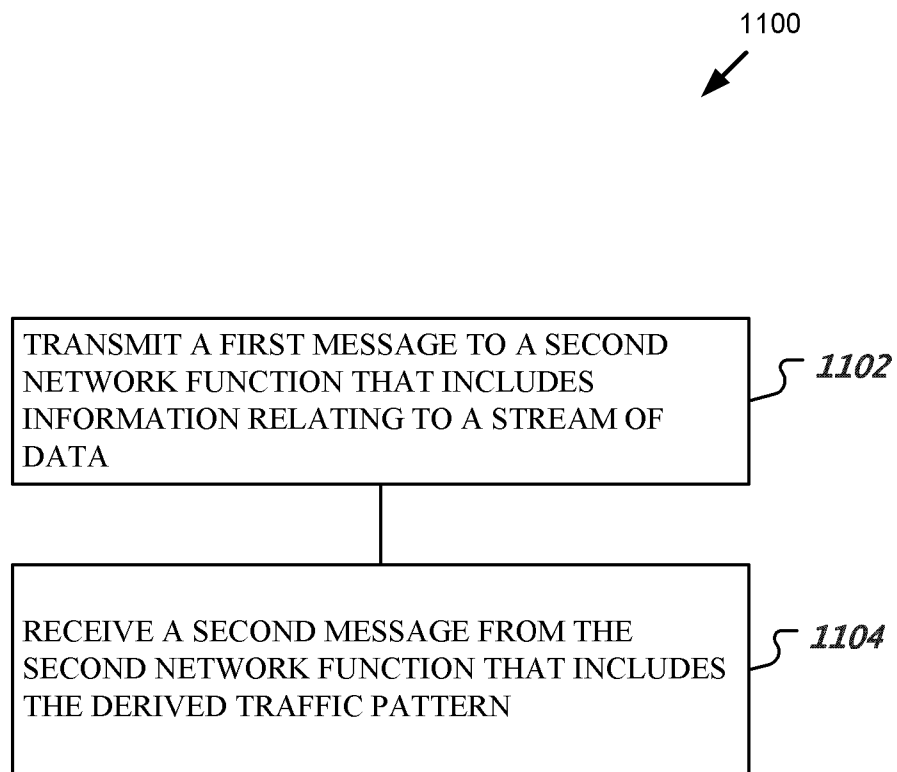 1100
TRANSMIT A FIRST MESSAGE TO A SECOND
NETWORK FUNCTION THAT INCLUDES
INFORMATION RELATING TO A STREAM OF
DATA
1102
RECEIVE A SECOND MESSAGE FROM THE
SECOND NETWORK FUNCTION THAT INCLUDES
THE DERIVED TRAFFIC PATTERN
1104